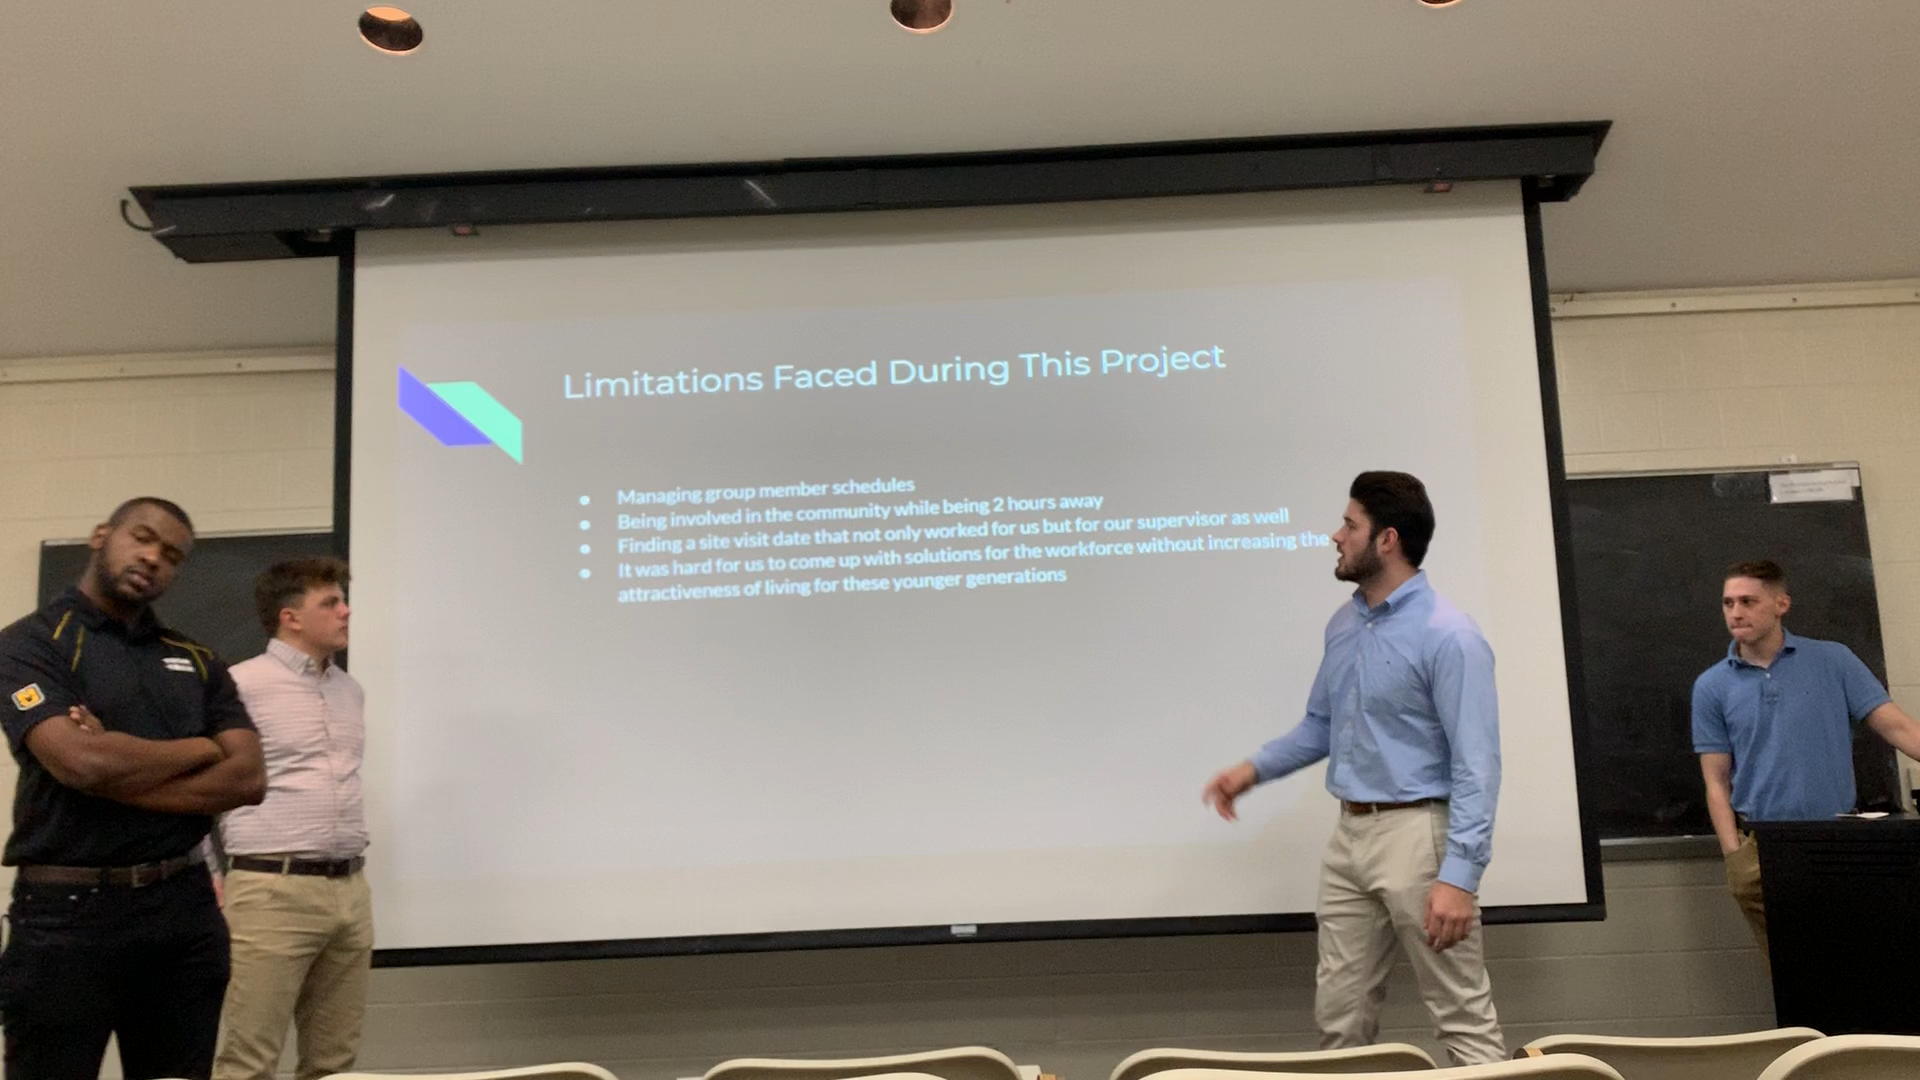 Limitations Faced During This Project
● Managing group member schedules
● Being involved in the community while being 2 hours away
● Finding a site visit date that not only worked for us but for our supervisor as well
● It was hard for us to come up with solutions for the workforce without increasing the
attractiveness of living for these younger generations